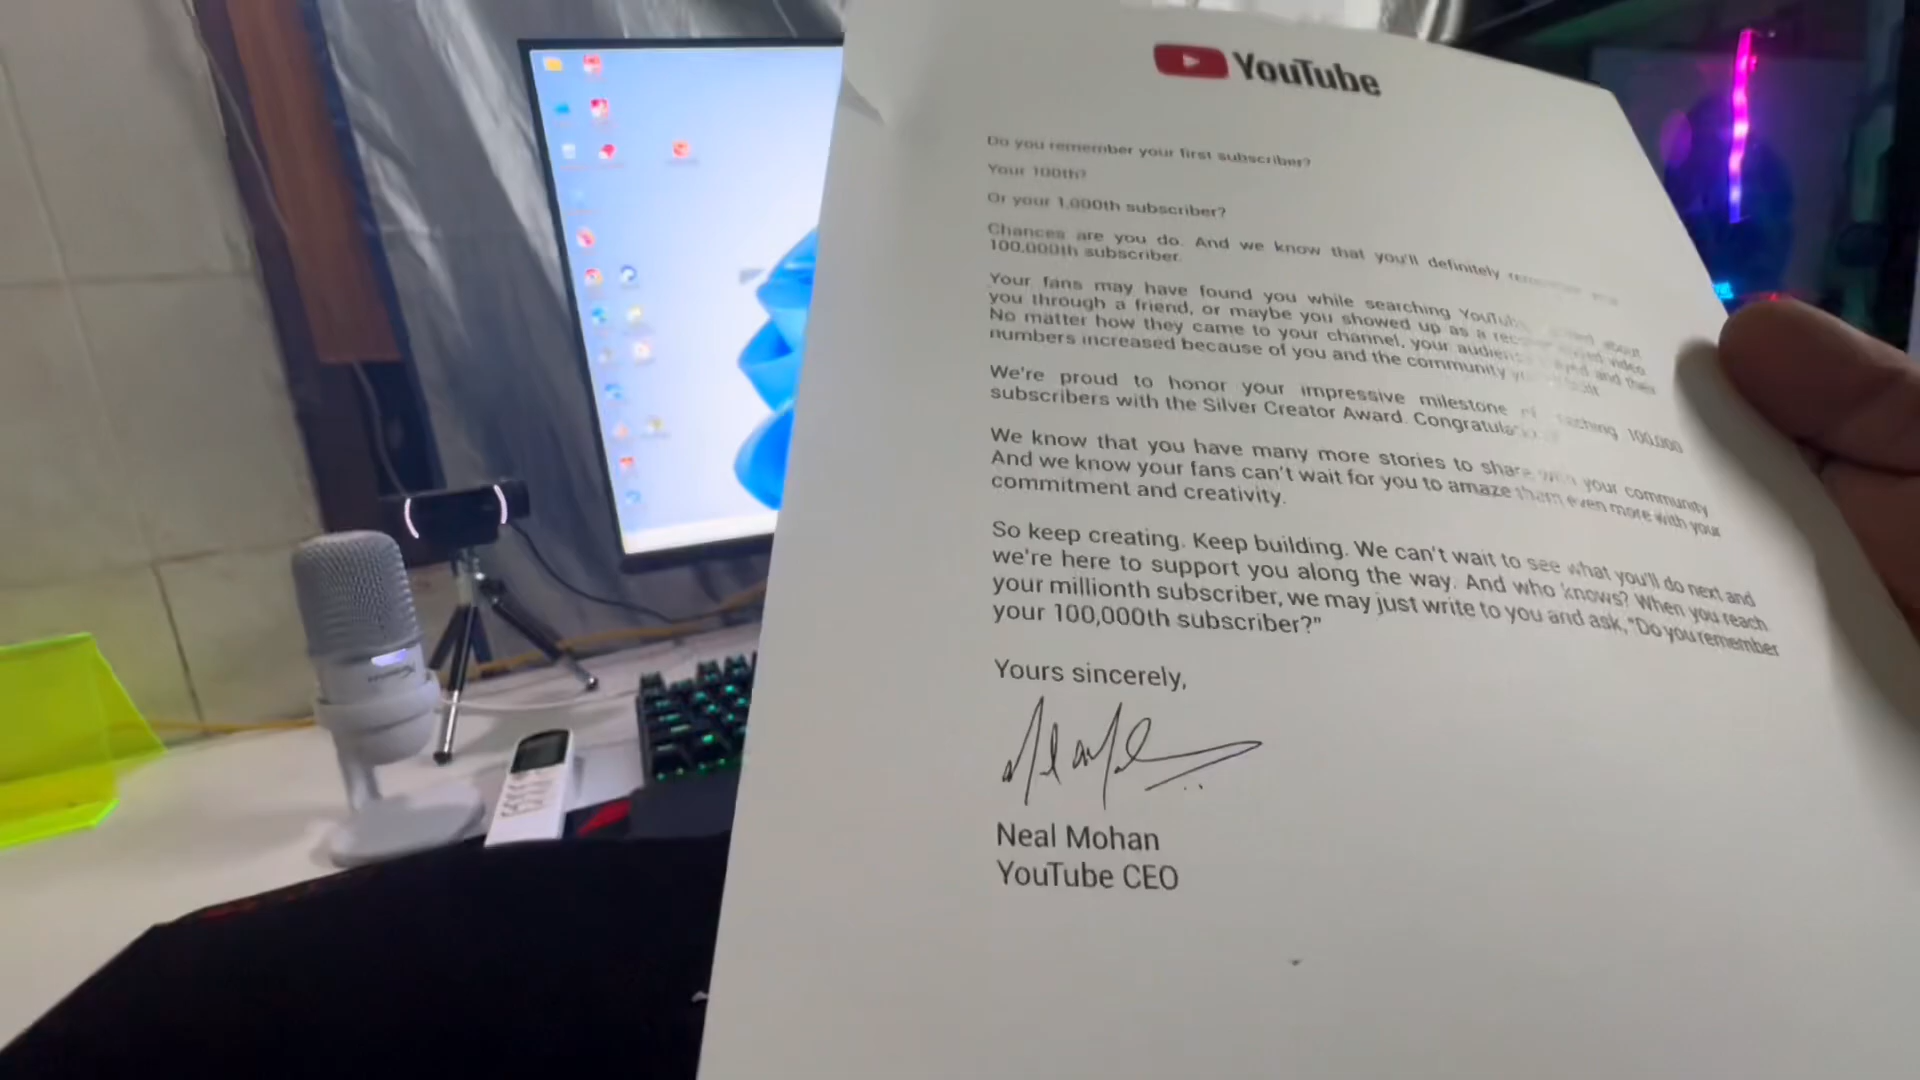 YouTube
Do you remember your first subscriber?
Your 100th?
Or your 1,000th subscriber?
Chances are you do. And we know that you'll definitely remember
100,000th subscriber.
Your fans may have found you while searching YouTube, about
you through a friend, or maybe you showed up as a video
No matter how they came to your channel, your audience and their
numbers increased because of you and the community
We're proud to honor your impressive milestone of reaching 100,000
subscribers with the Silver Creator Award.
We know that you have many more stories to share with your community
And we know your fans can't wait for you to amaze them even more with your
commitment and creativity.
So keep creating. Keep building. We can't wait to see what you'll do next and
we're here to support you along the way. And who knows? When you reach
your millionth subscriber, we may just write to you and ask, "Do you remember
your 100,000th subscriber?"
Yours sincerely,
Neal Mohan
YouTube CEO